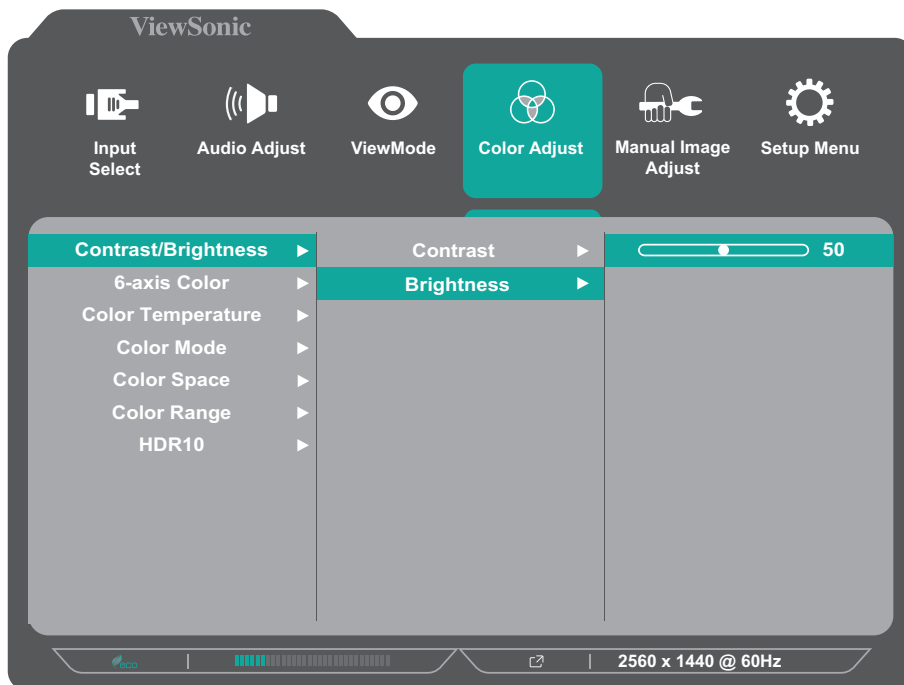 ViewSonic
Input
Select
Audio Adjust
ViewMode
Color Adjust
Manual Image
Adjust
Setup Menu
Contrast/Brightness
6-axis Color
Color Temperature
Color Mode
Color Space
Color Range
HDR10
Contrast
Brightness
50
eco
2560 x 1440 @ 60Hz